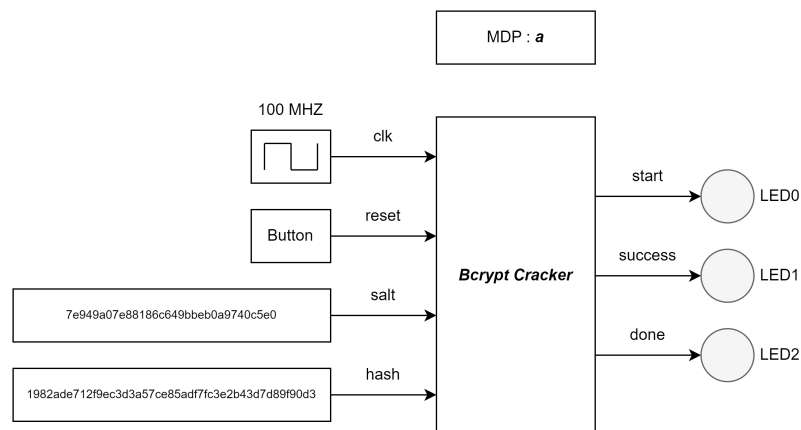 MDP : a
100 MHZ
clk
start
LED0
Button
reset
success
LED1
Bcrypt Cracker
salt
7e949a07e88186c649bbeb0a9740c5e0
done
LED2
hash
1982ade712f9ec3d3a57ce85adf7fc3e2b43d7d89f90d3